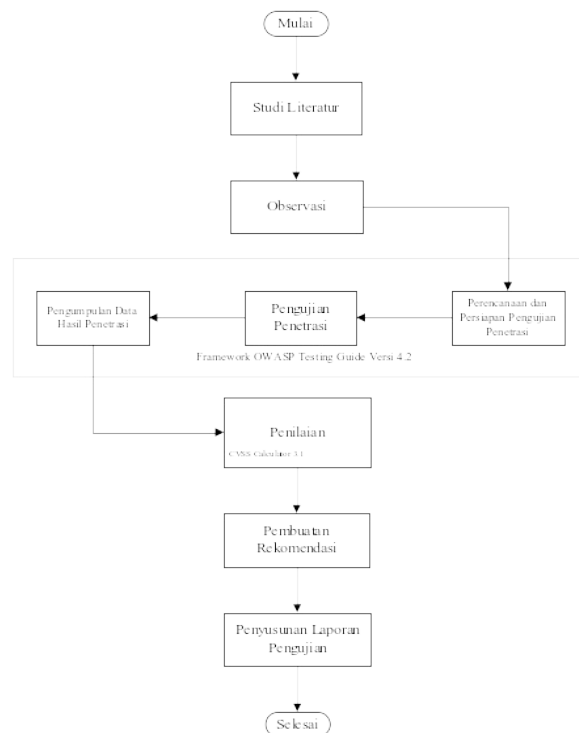 Mulai
Studi Literatur
Observasi
Perencanaan dan
Persiapan Pengujian
Penetrasi
Pengujian
Penetrasi
Pengumpulan Data
Hasil Penetrasi
Framework OWASP Testing Guide Versi 4.2
Penilaian
CVSS Calculator 3.1
Pembuatan
Rekomendasi
Penyusunan Laporan
Pengujian
Selesai